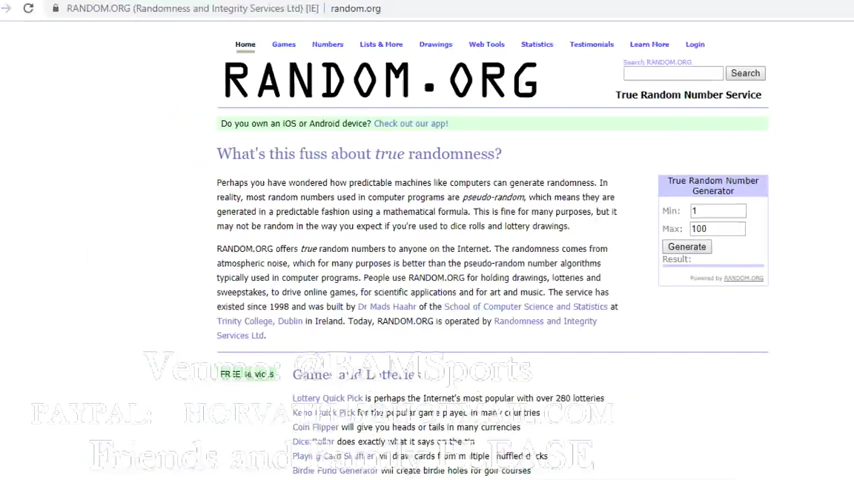 RANDOM.ORG (Randomness and Integrity Services Ltd) [IE] | random.org
Home Games Numbers Lists & More Drawings Web Tools Statistics Testimonials Learn More Login
RANDOM.ORG
Search RANDOM.ORG
Search
True Random Number Service
Do you own an iOS or Android device? Check out our app!
What's this fuss about true randomness?
Perhaps you have wondered how predictable machines like computers can generate randomness. In
reality, most random numbers used in computer programs are pseudo-random, which means they are
generated in a predictable fashion using a mathematical formula. This is fine for many purposes, but it
may not be random in the way you expect if you're used to dice rolls and lottery drawings.
RANDOM.ORG offers true random numbers to anyone on the Internet. The randomness comes from
atmospheric noise, which for many purposes is better than the pseudo-random number algorithms
typically used in computer programs. People use RANDOM.ORG for holding drawings, lotteries and
sweepstakes, to drive online games, for scientific applications and for art and music. The service has
existed since 1998 and was built by Dr Mads Haahr of the School of Computer Science and Statistics at
Trinity College, Dublin in Ireland. Today, RANDOM.ORG is operated by Randomness and Integrity
Services Ltd.
True Random Number
Generator
Min: 1
Max: 100
Generate
Result:
Powered by RANDOM.ORG
FREE services
Games and Lotteries
Lottery Quick Pick is perhaps the Internet's most popular with over 280 lotteries
Keno Quick Pick for the popular game played in many countries
Coin Flipper will give you heads or tails in many currencies
Dice Roller does exactly what it says on the tin
Playing Card Shuffler will draw cards from multiple shuffled decks
Birdie Fund Generator will create birdie holes for golf courses
Venmo: @BAMSports
PAYPAL:
Friends and PLEASE